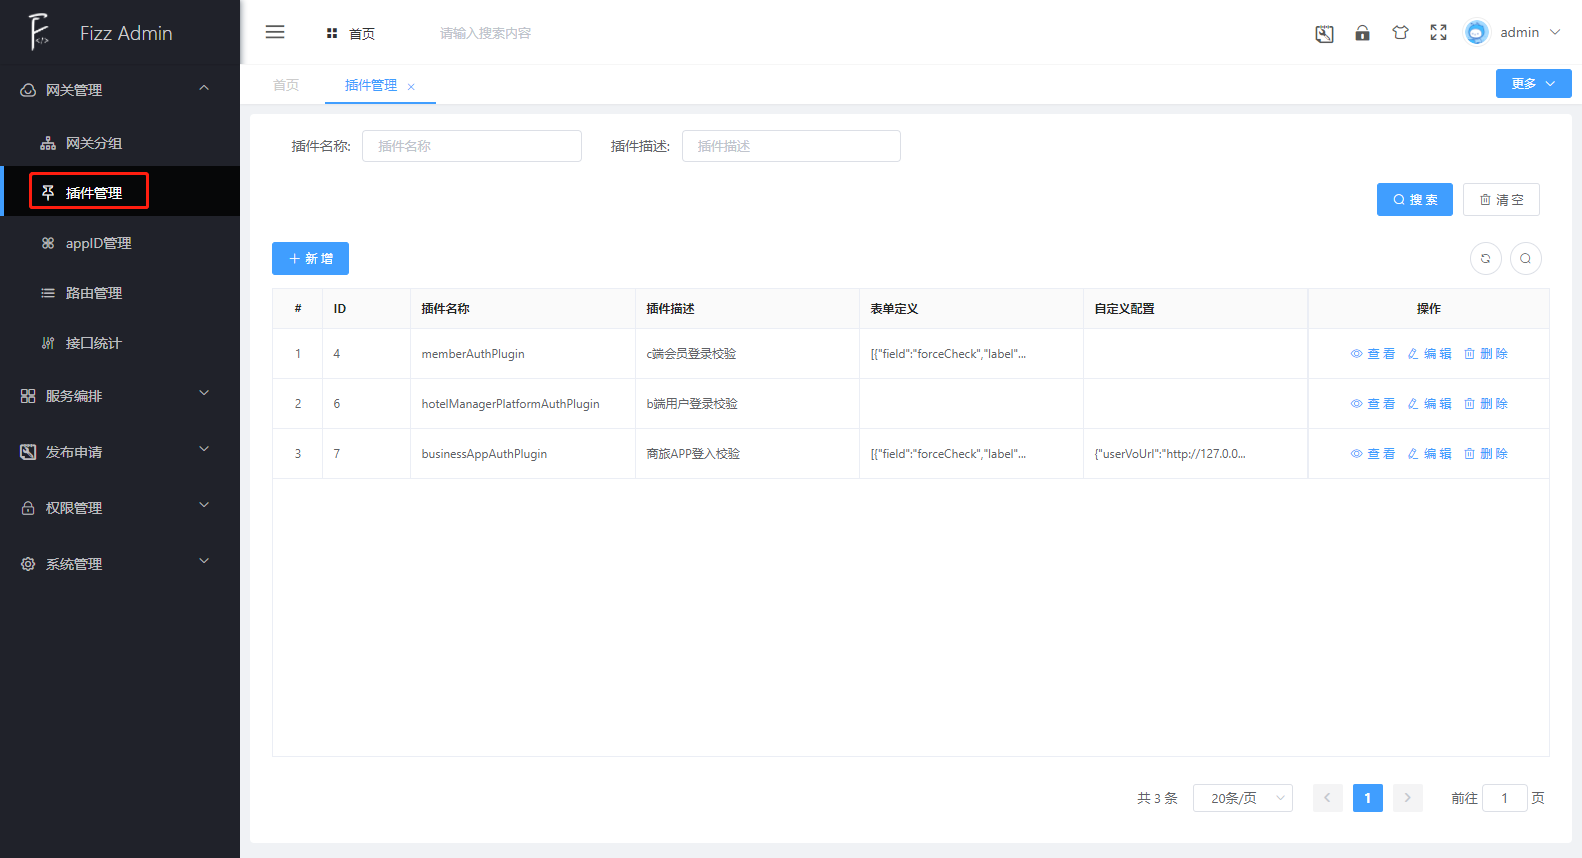 Fizz Admin
首页
请输入搜索内容
admin
首页
插件管理 ×
更多
网关管理
网关分组
插件管理
appID管理
路由管理
接口统计
服务编排
发布申请
权限管理
系统管理
插件名称: 插件名称
插件描述: 插件描述
搜索
清空
新增
# ID 插件名称 插件描述 表单定义 自定义配置 操作
1 4 memberAuthPlugin c端会员登录校验 [{"field":"forceCheck","label"... 查看 编辑 删除
2 6 hotelManagerPlatformAuthPlugin b端用户登录校验 查看 编辑 删除
3 7 businessAppAuthPlugin 商旅APP登入校验 [{"field":"forceCheck","label"... {"userVoUrl":"http://127.0.0... 查看 编辑 删除
共 3 条 20条/页 1 前往 1 页